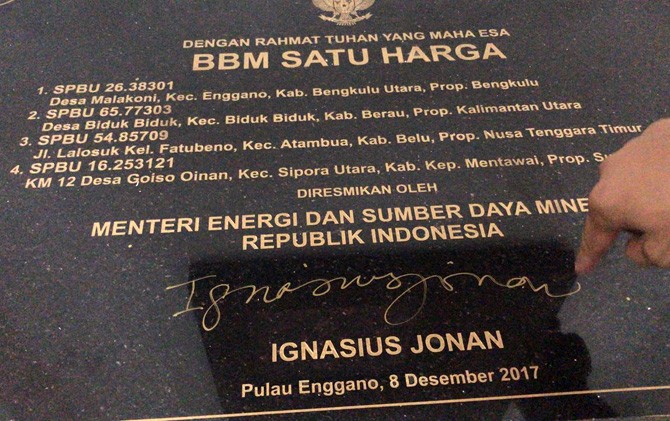 DENGAN RAHMAT TUHAN YANG MAHA ESA
BBM SATU HARGA
1. SPBU 26.38301
Desa Malakoni, Kec. Enggano, Kab. Bengkulu Utara, Prop. Bengkulu
2. SPBU 65.77303
Desa Biduk Biduk, Kec. Biduk Biduk, Kab. Berau, Prop. Kalimantan Utara
3. SPBU 54.85709
Jl. Lalosuk Kel. Fatubeno, Kec. Atambua, Kab. Belu, Prop. Nusa Tenggara Timur
4. SPBU 16.253121
KM 12 Desa Goiso Oinan, Kec. Sipora Utara, Kab. Kep. Mentawai, Prop.
DIRESMIKAN OLEH
MENTERI ENERGI DAN SUMBER DAYA
REPUBLIK INDONESIA
Ignasius Jonan
IGNASIUS JONAN
Pulau Enggano, 8 Desember 2017